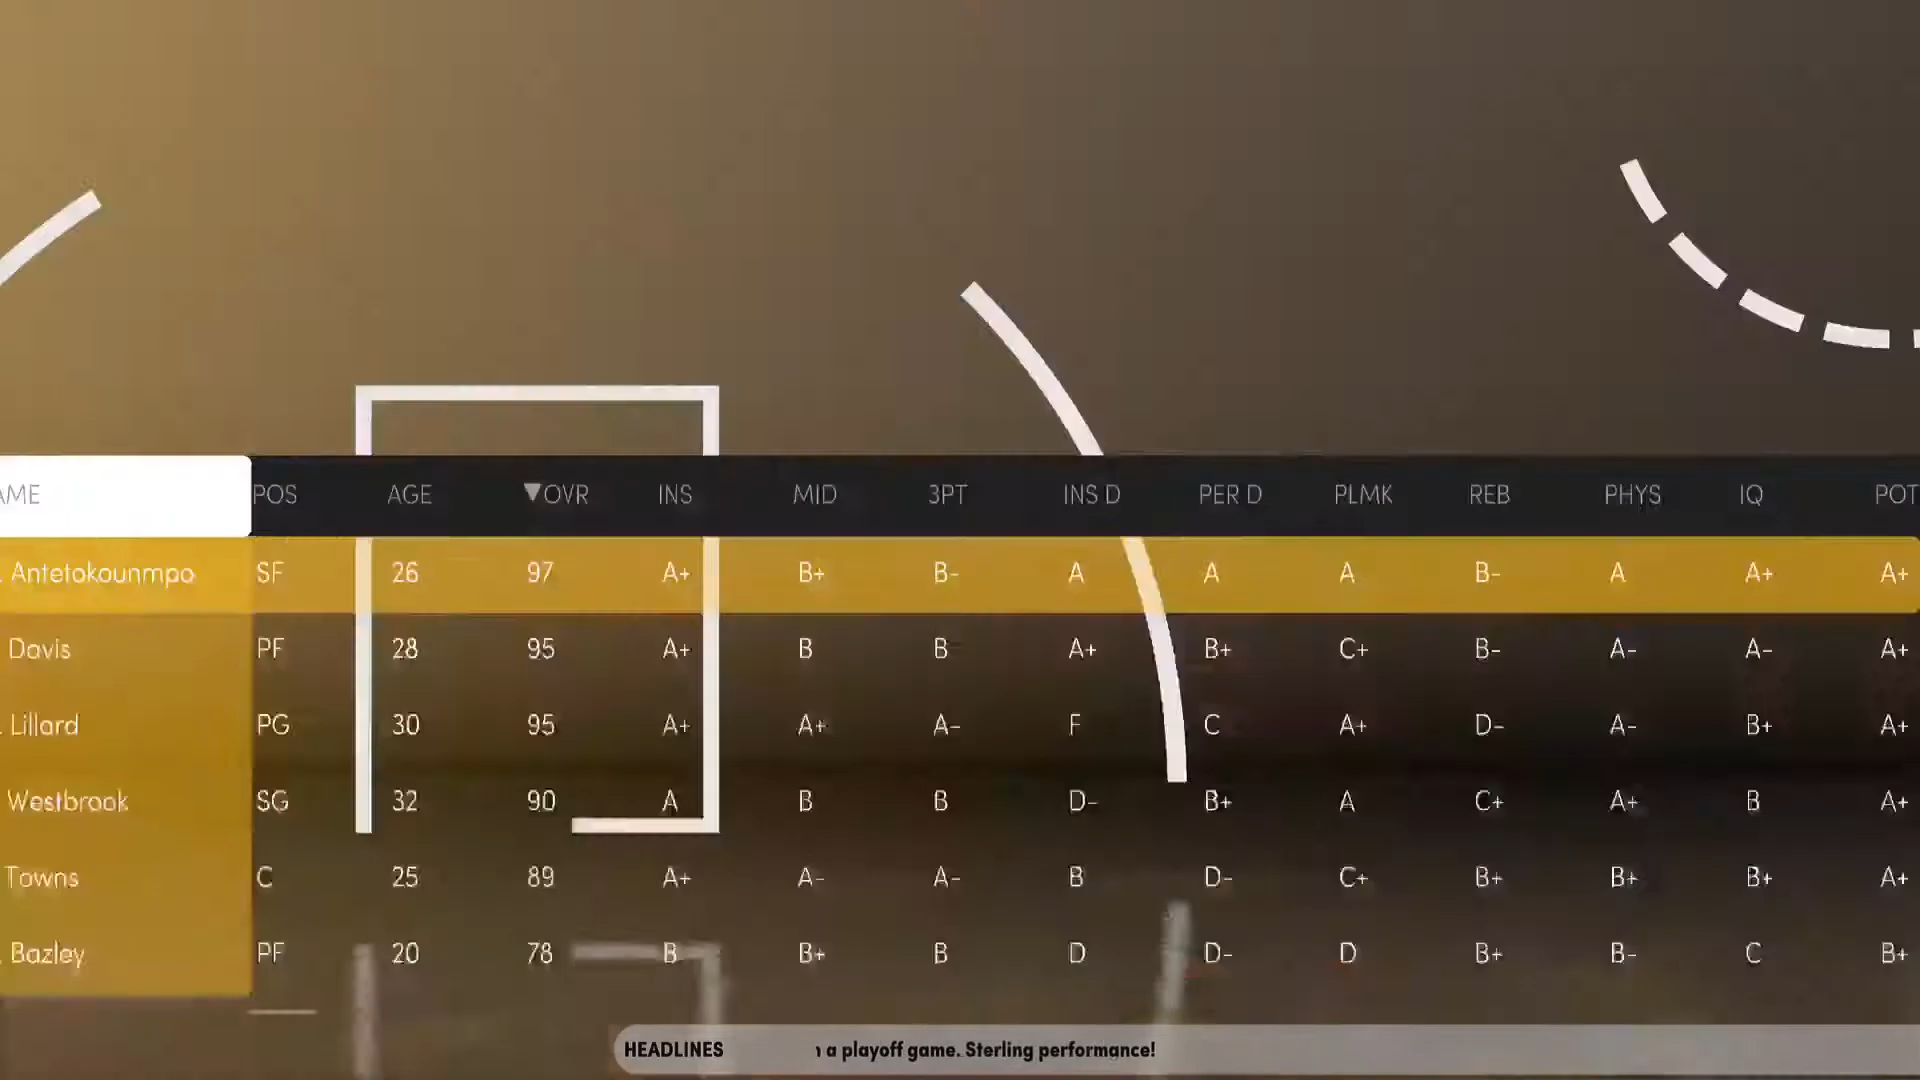 AME POS AGE ▼OVR INS MID 3PT INS D PER D PLMK REB PHYS IQ POT
. Antetokounmpo SF 26 97 A+ B+ B- A A A B- A A+ A+
Davis PF 28 95 A+ B B A+ B+ C+ B- A- A- A+
. Lillard PG 30 95 A+ A+ A- F C A+ D- A- B+ A+
Westbrook SG 32 90 A B B D- B+ A C+ A+ B A+
Towns C 25 89 A+ A- A- B D- C+ B+ B+ B+ A+
. Bazley PF 20 78 B- B+ B D D- D B+ B- C B+
HEADLINES a playoff game. Sterling performance!